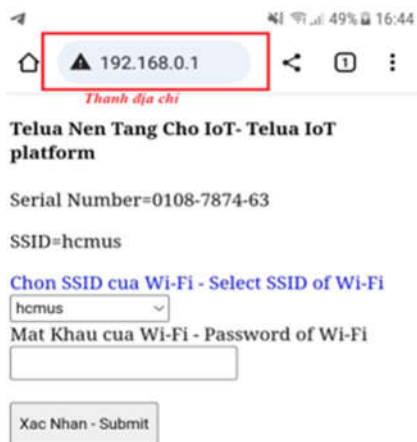 49% 16:44
192.168.0.1
1
Thanh địa chỉ
Telua Nen Tang Cho IoT- Telua IoT
platform
Serial Number=0108-7874-63
SSID=hcmus
Chon SSID cua Wi-Fi - Select SSID of Wi-Fi
hcmus
Mat Khau cua Wi-Fi - Password of Wi-Fi
Xac Nhan - Submit